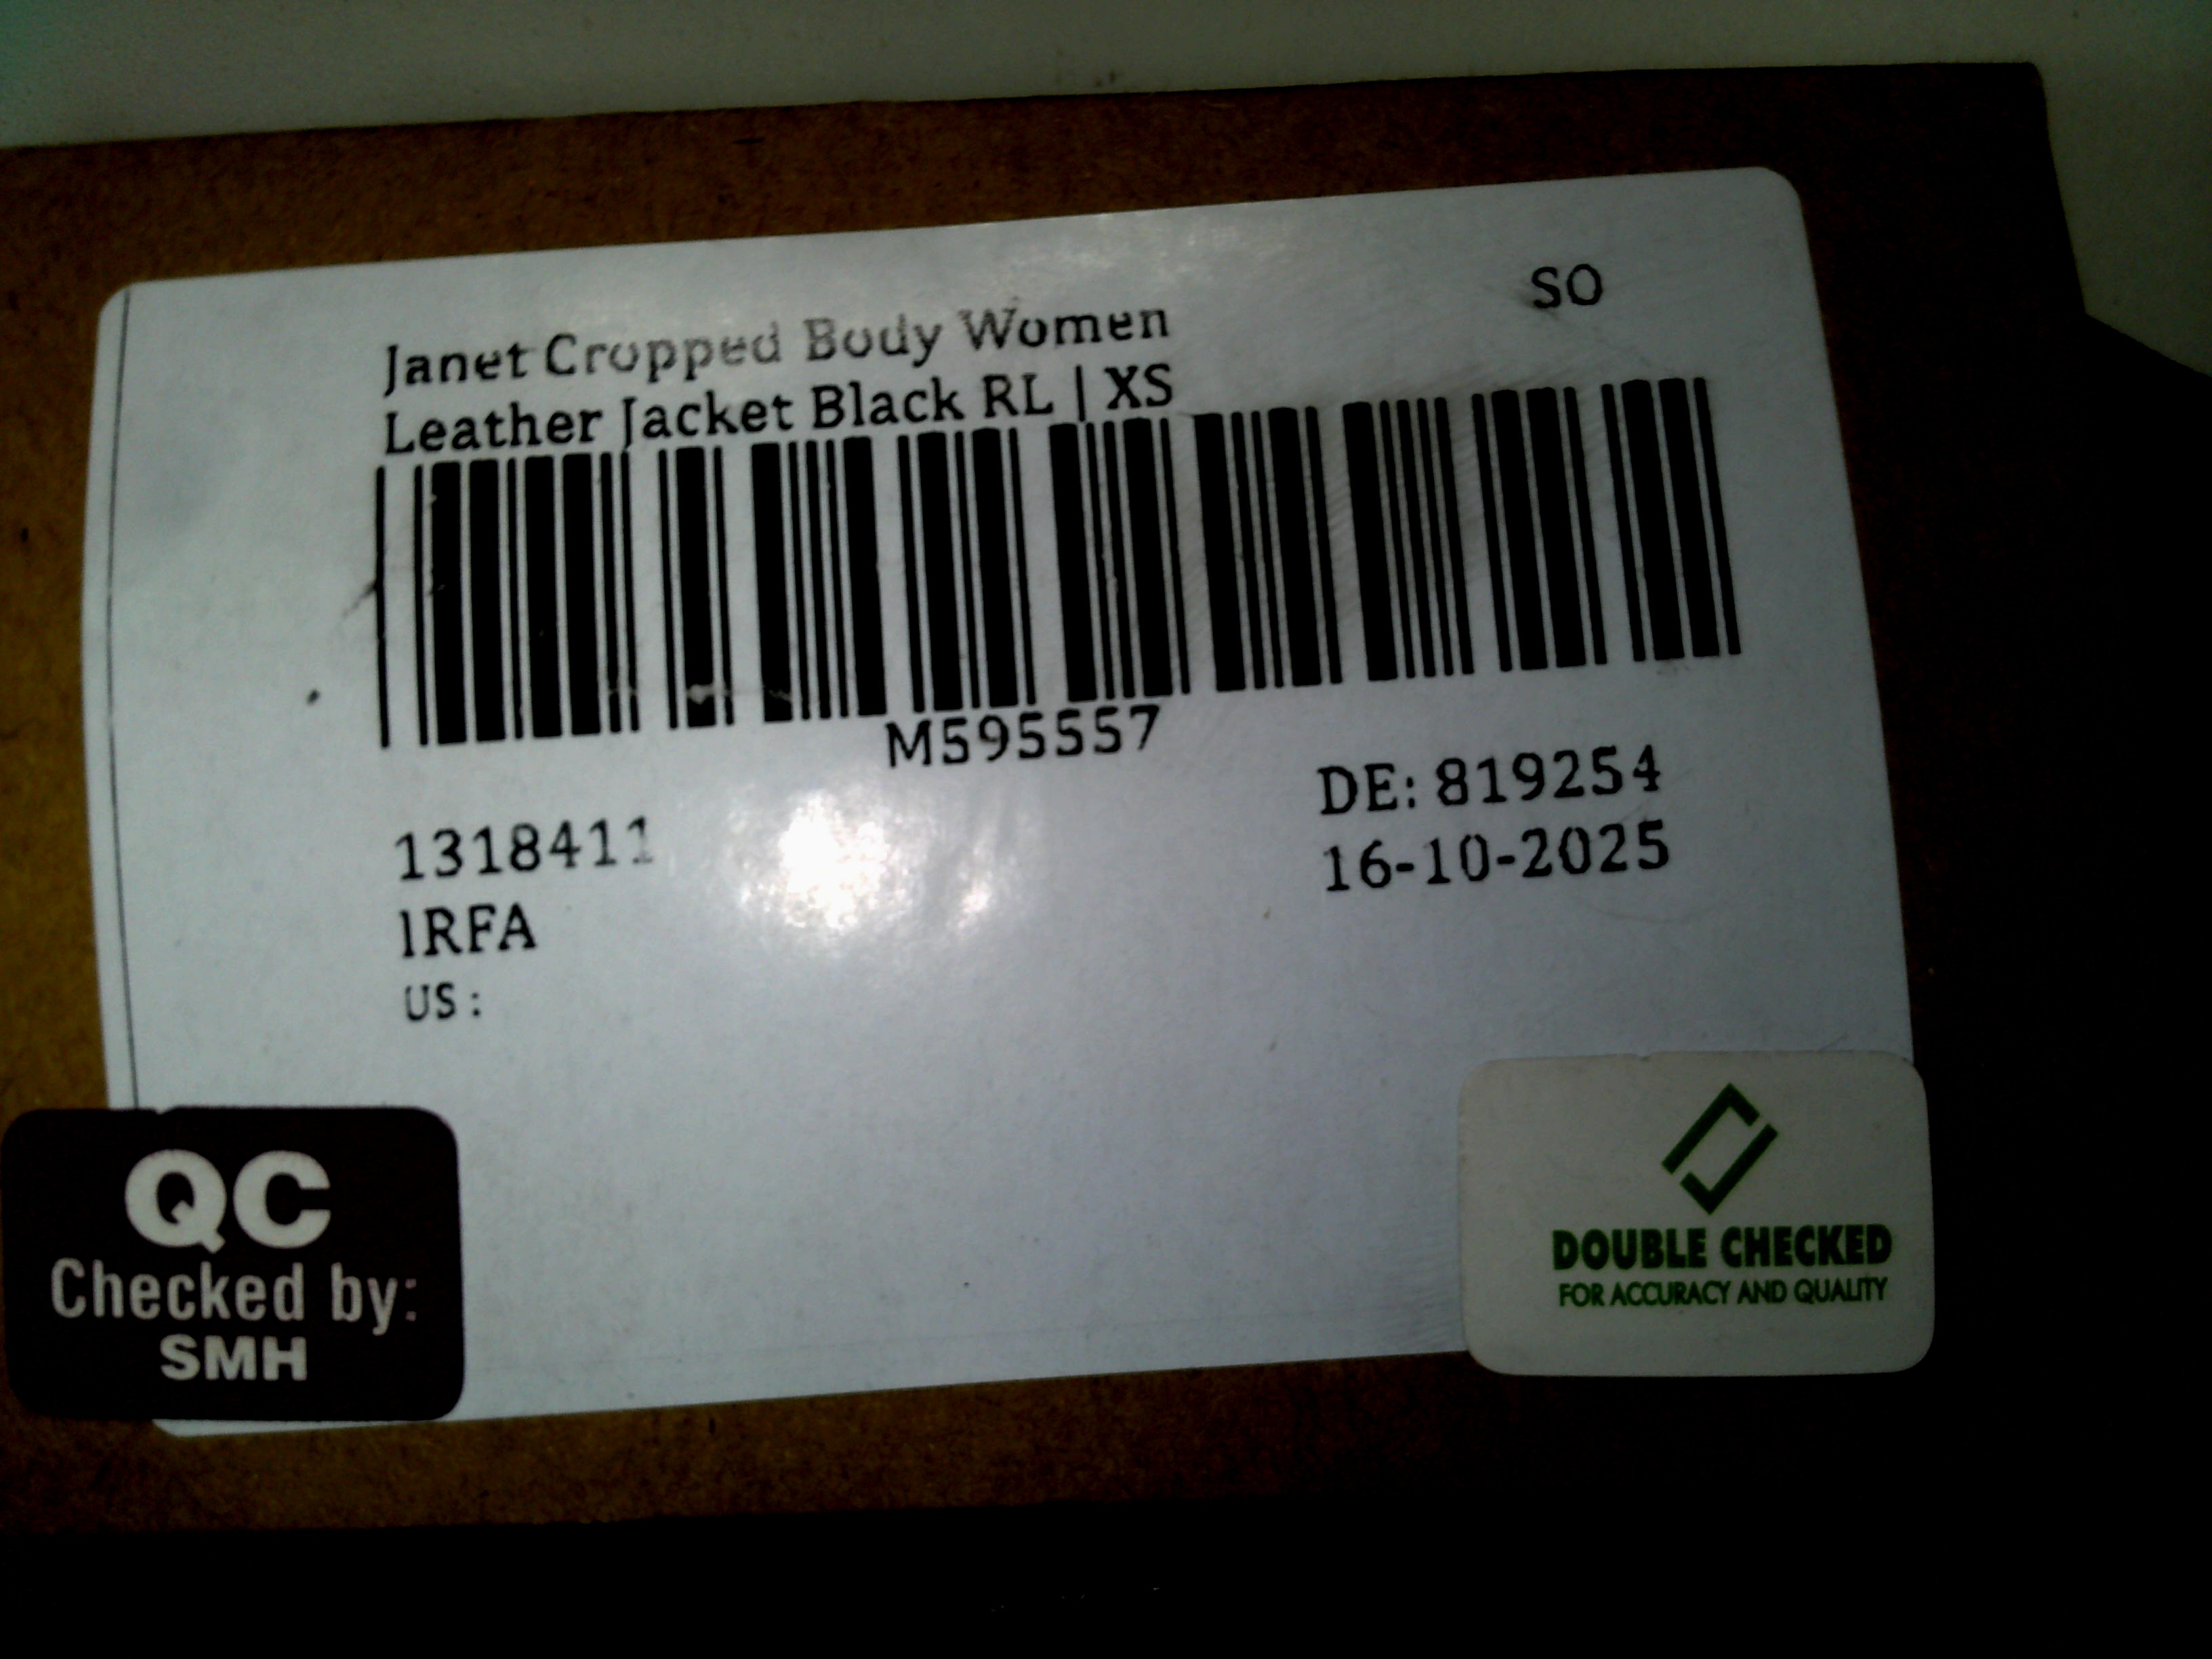 SO
Janet Cropped Body Women
Leather Jacket Black RL | XS
M595557
DE: 819254
1318411
16-10-2025
IRFA
US :
QC
Checked by:
SMH
DOUBLE CHECKED
FOR ACCURACY AND QUALITY